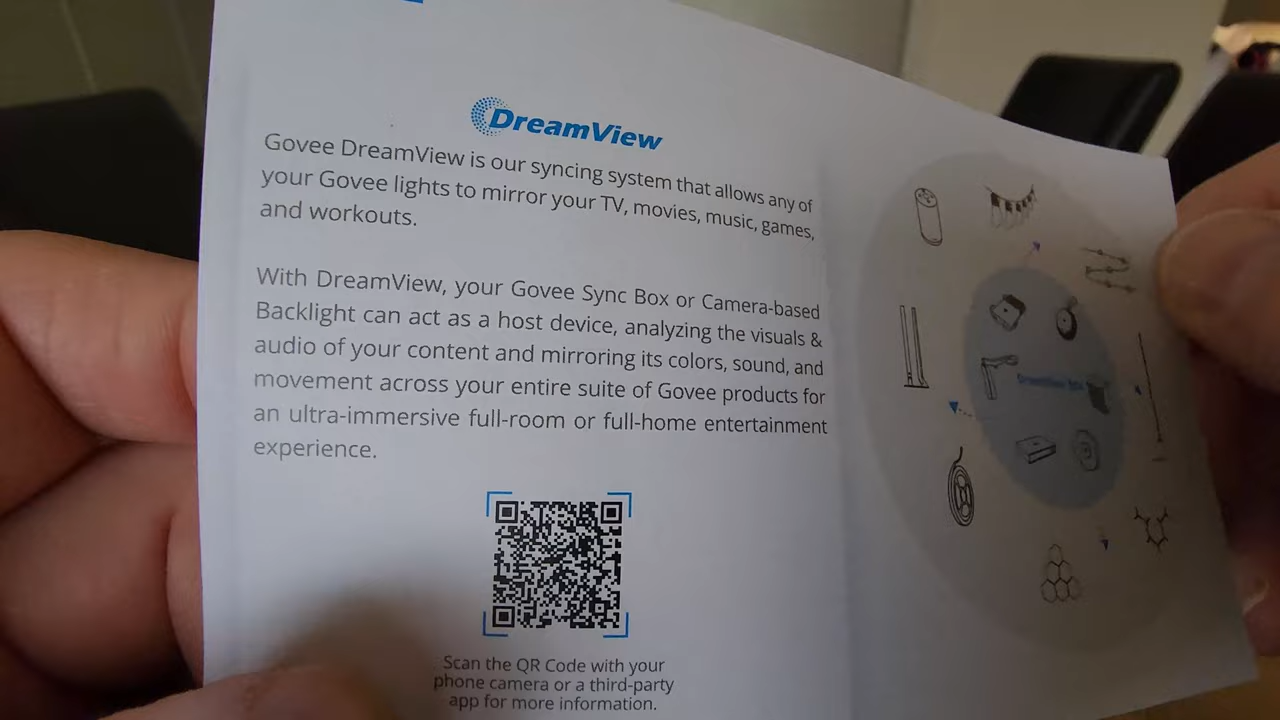 DreamView
Govee DreamView is our syncing system that allows any of
your Govee lights to mirror your TV, movies, music, games,
and workouts.
With DreamView, your Govee Sync Box or Camera-based
Backlight can act as a host device, analyzing the visuals &
audio of your content and mirroring its colors, sound, and
movement across your entire suite of Govee products for
an ultra-immersive full-room or full-home entertainment
experience.
Scan the QR Code with your
phone camera or a third-party
app for more information.
DreamView